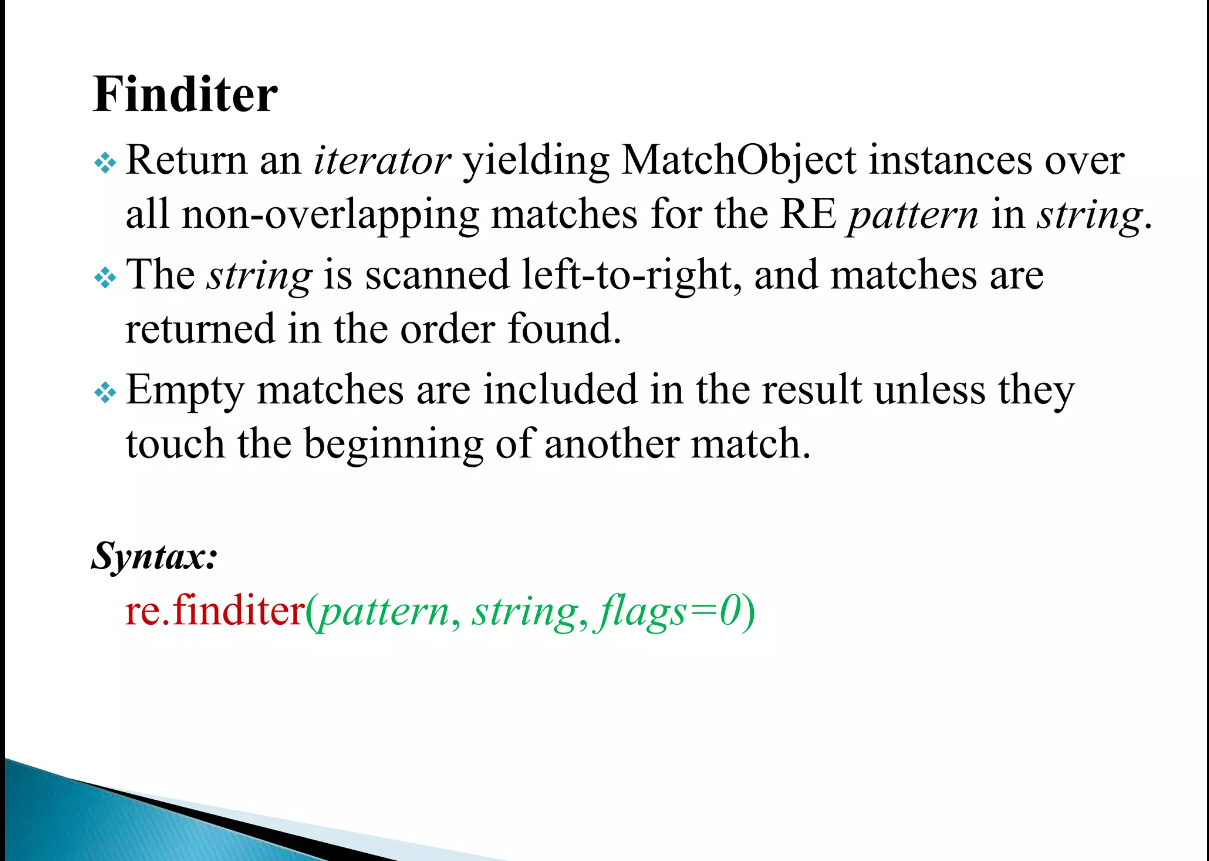 Finditer
❖ Return an iterator yielding MatchObject instances over
all non-overlapping matches for the RE pattern in string.
❖ The string is scanned left-to-right, and matches are
returned in the order found.
❖ Empty matches are included in the result unless they
touch the beginning of another match.
Syntax:
re.finditer(pattern, string, flags=0)